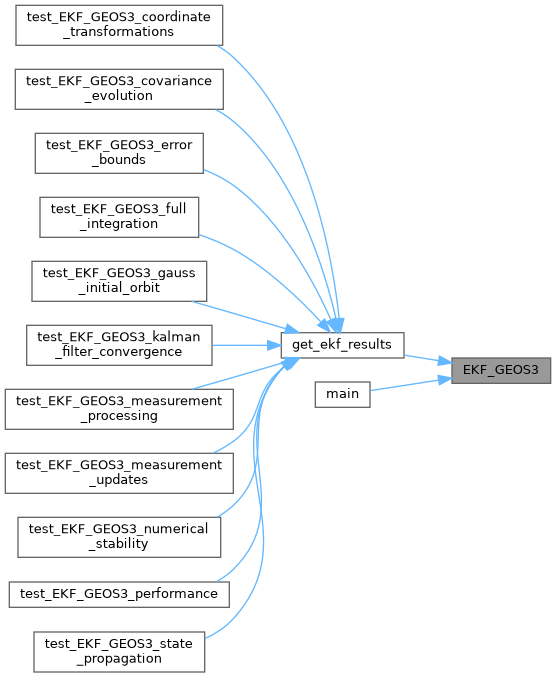 test_EKF_GEOS3_coordinate
_transformations
test_EKF_GEOS3_covariance
_evolution
test_EKF_GEOS3_error
_bounds
test_EKF_GEOS3_full
_integration
test_EKF_GEOS3_gauss
_initial_orbit
test_EKF_GEOS3_kalman
_filter_convergence
test_EKF_GEOS3_measurement
_processing
test_EKF_GEOS3_measurement
_updates
test_EKF_GEOS3_numerical
_stability
test_EKF_GEOS3_performance
test_EKF_GEOS3_state
_propagation
get_ekf_results
main
EKF_GEOS3